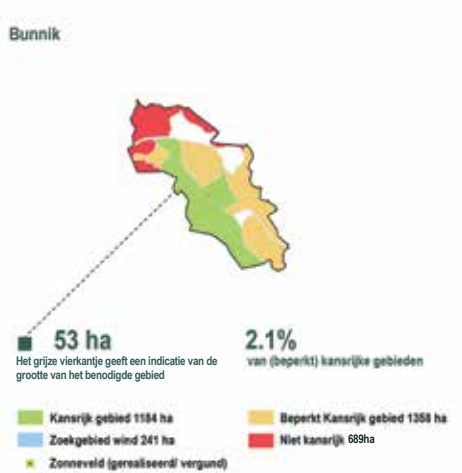 Bunnik
53 ha
Het grijze vierkantje geeft een indicatie van de
grootte van het benodigde gebied
2.1%
van (beperkt) kansrijke gebieden
Kansrijk gebied 1184 ha
Beperkt Kansrijk gebied 1358 ha
Zoekgebied wind 241 ha
Niet kansrijk 689ha
Zonneveld (gerealiseerd/ vergund)